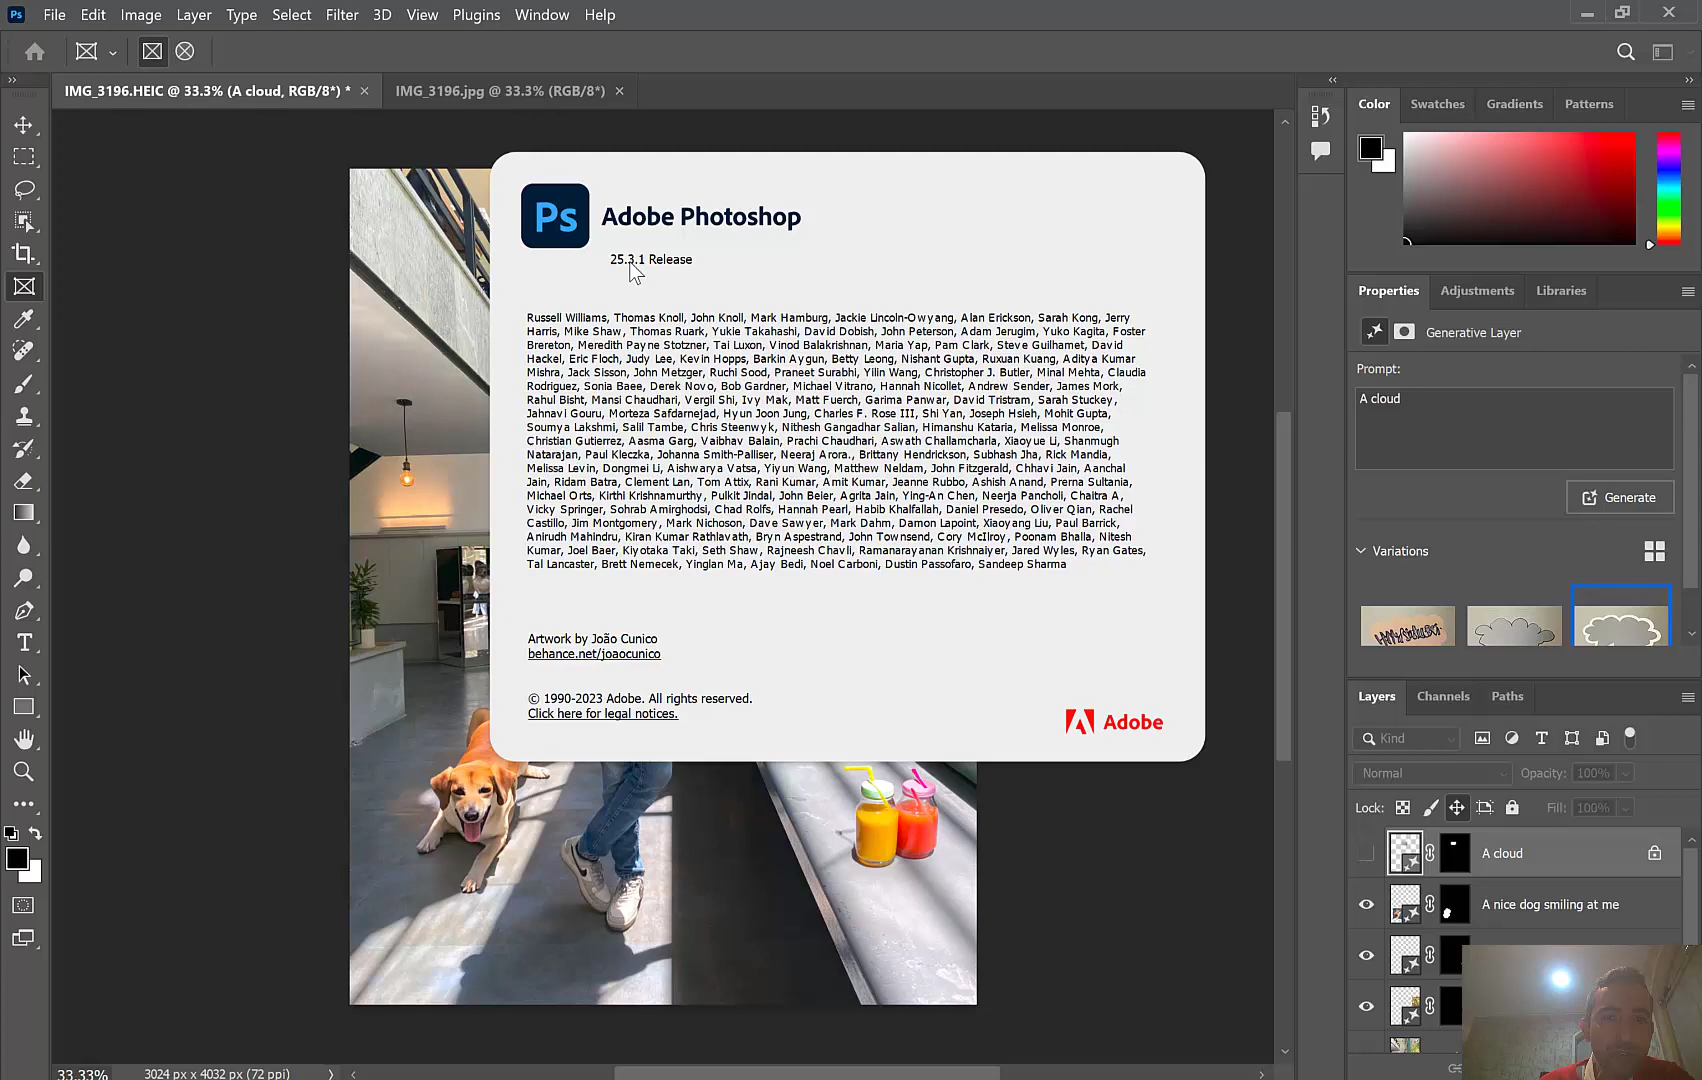 Ps File Edit Image Layer Type Select Filter 3D View Plugins Window Help
IMG_3196.HEIC @ 33.3% (A cloud, RGB/8*) * IMG_3196.jpg @ 33.3% (RGB/8*)
Color Swatches Gradients Patterns
Ps Adobe Photoshop
25.3.1 Release
Russell Williams, Thomas Knoll, John Knoll, Mark Hamburg, Jackie Lincoln-Owyang, Alan Erickson, Sarah Kong, Jerry
Harris, Mike Shaw, Thomas Ruark, Yukie Takahashi, David Dobish, John Peterson, Adam Jerugim, Yuko Kagita, Foster
Brereton, Meredith Payne Stotzner, Tai Luxon, Vinod Balakrishnan, Maria Yap, Pam Clark, Steve Guilhamet, David
Hackel, Eric Floch, Judy Lee, Kevin Hopps, Barkin Aygun, Betty Leong, Nishant Gupta, Ruxuan Kuang, Aditya Kumar
Mishra, Jack Sisson, John Metzger, Ruchi Sood, Praneet Surabhi, Yilin Wang, Christopher J. Butler, Minal Mehta, Claudia
Rodriguez, Sonia Baee, Derek Novo, Bob Gardner, Michael Vitrano, Hannah Nicollet, Andrew Sender, James Mork,
Rahul Bisht, Mansi Chaudhari, Vergil Shi, Ivy Mak, Matt Fuerch, Garima Panwar, David Tristram, Sarah Stuckey,
Jahnavi Gouru, Morteza Safdarnejad, Hyun Joon Jung, Charles F. Rose III, Shi Yan, Joseph Hsieh, Mohit Gupta,
Soumya Lakshmi, Salil Tambe, Chris Steenwyk, Nithesh Gangadhar Salian, Himanshu Kataria, Melissa Monroe,
Christian Gutierrez, Aasma Garg, Vaibhav Balain, Prachi Chaudhari, Aswath Challamcharla, Xiaoyue Li, Shanmugh
Natarajan, Paul Kleczka, Johanna Smith-Palliser, Neeraj Arora., Brittany Hendrickson, Subhash Jha, Rick Mandia,
Melissa Levin, Dongmei Li, Aishwarya Vatsa, Yiyun Wang, Matthew Neldam, John Fitzgerald, Chhavi Jain, Aanchal
Jain, Ridam Batra, Clement Lan, Tom Attix, Rani Kumar, Amit Kumar, Jeanne Rubbo, Ashish Anand, Prerna Sultania,
Michael Orts, Kirthi Krishnamurthy, Pulkit Jindal, John Beier, Agrita Jain, Ying-An Chen, Neerja Pancholi, Chaitra A,
Vicky Springer, Sohrab Amirghodsi, Chad Rolfs, Hannah Pearl, Habib Khalfallah, Daniel Presedo, Oliver Qian, Rachel
Castillo, Jim Montgomery, Mark Nichoson, Dave Sawyer, Mark Dahm, Damon Lapoint, Xiaoyang Liu, Paul Barrick,
Anirudh Mahindru, Kiran Kumar Rathlavath, Bryn Aspestrand, John Townsend, Cory McIlroy, Poonam Bhalla, Nitesh
Kumar, Joel Baer, Kiyotaka Taki, Seth Shaw, Rajneesh Chavli, Ramanarayanan Krishnaiyer, Jared Wyles, Ryan Gates,
Tal Lancaster, Brett Nemecek, Yinglan Ma, Ajay Bedi, Noel Carboni, Dustin Passofaro, Sandeep Sharma
Artwork by João Cunico
behance.net/joaocunico
© 1990-2023 Adobe. All rights reserved.
Click here for legal notices.
Adobe
Properties Adjustments Libraries
Generative Layer
Prompt:
A cloud
Generate
Variations
Layers Channels Paths
Kind
Normal Opacity: 100%
Lock: Fill: 100%
A cloud
A nice dog smiling at me
33.33% 3024 px x 4032 px (72 ppi)